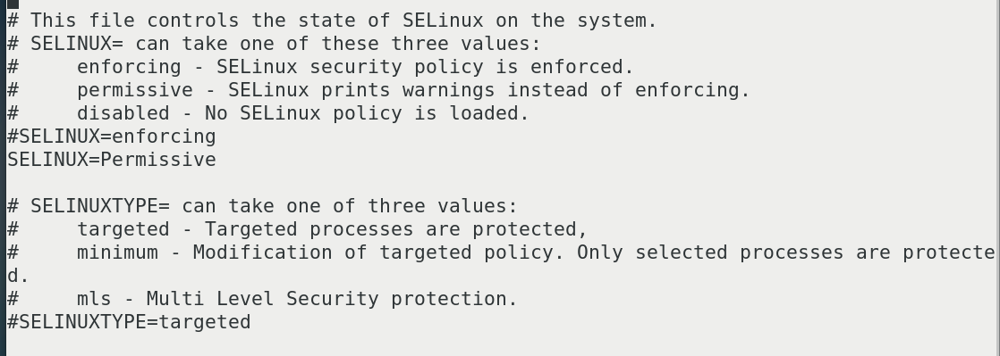 # This file controls the state of SELinux on the system.
# SELINUX= can take one of these three values:
#     enforcing - SELinux security policy is enforced.
#     permissive - SELinux prints warnings instead of enforcing.
#     disabled - No SELinux policy is loaded.
#SELINUX=enforcing
SELINUX=Permissive

# SELINUXTYPE= can take one of three values:
#     targeted - Targeted processes are protected,
#     minimum - Modification of targeted policy. Only selected processes are protecte
d.
#     mls - Multi Level Security protection.
#SELINUXTYPE=targeted